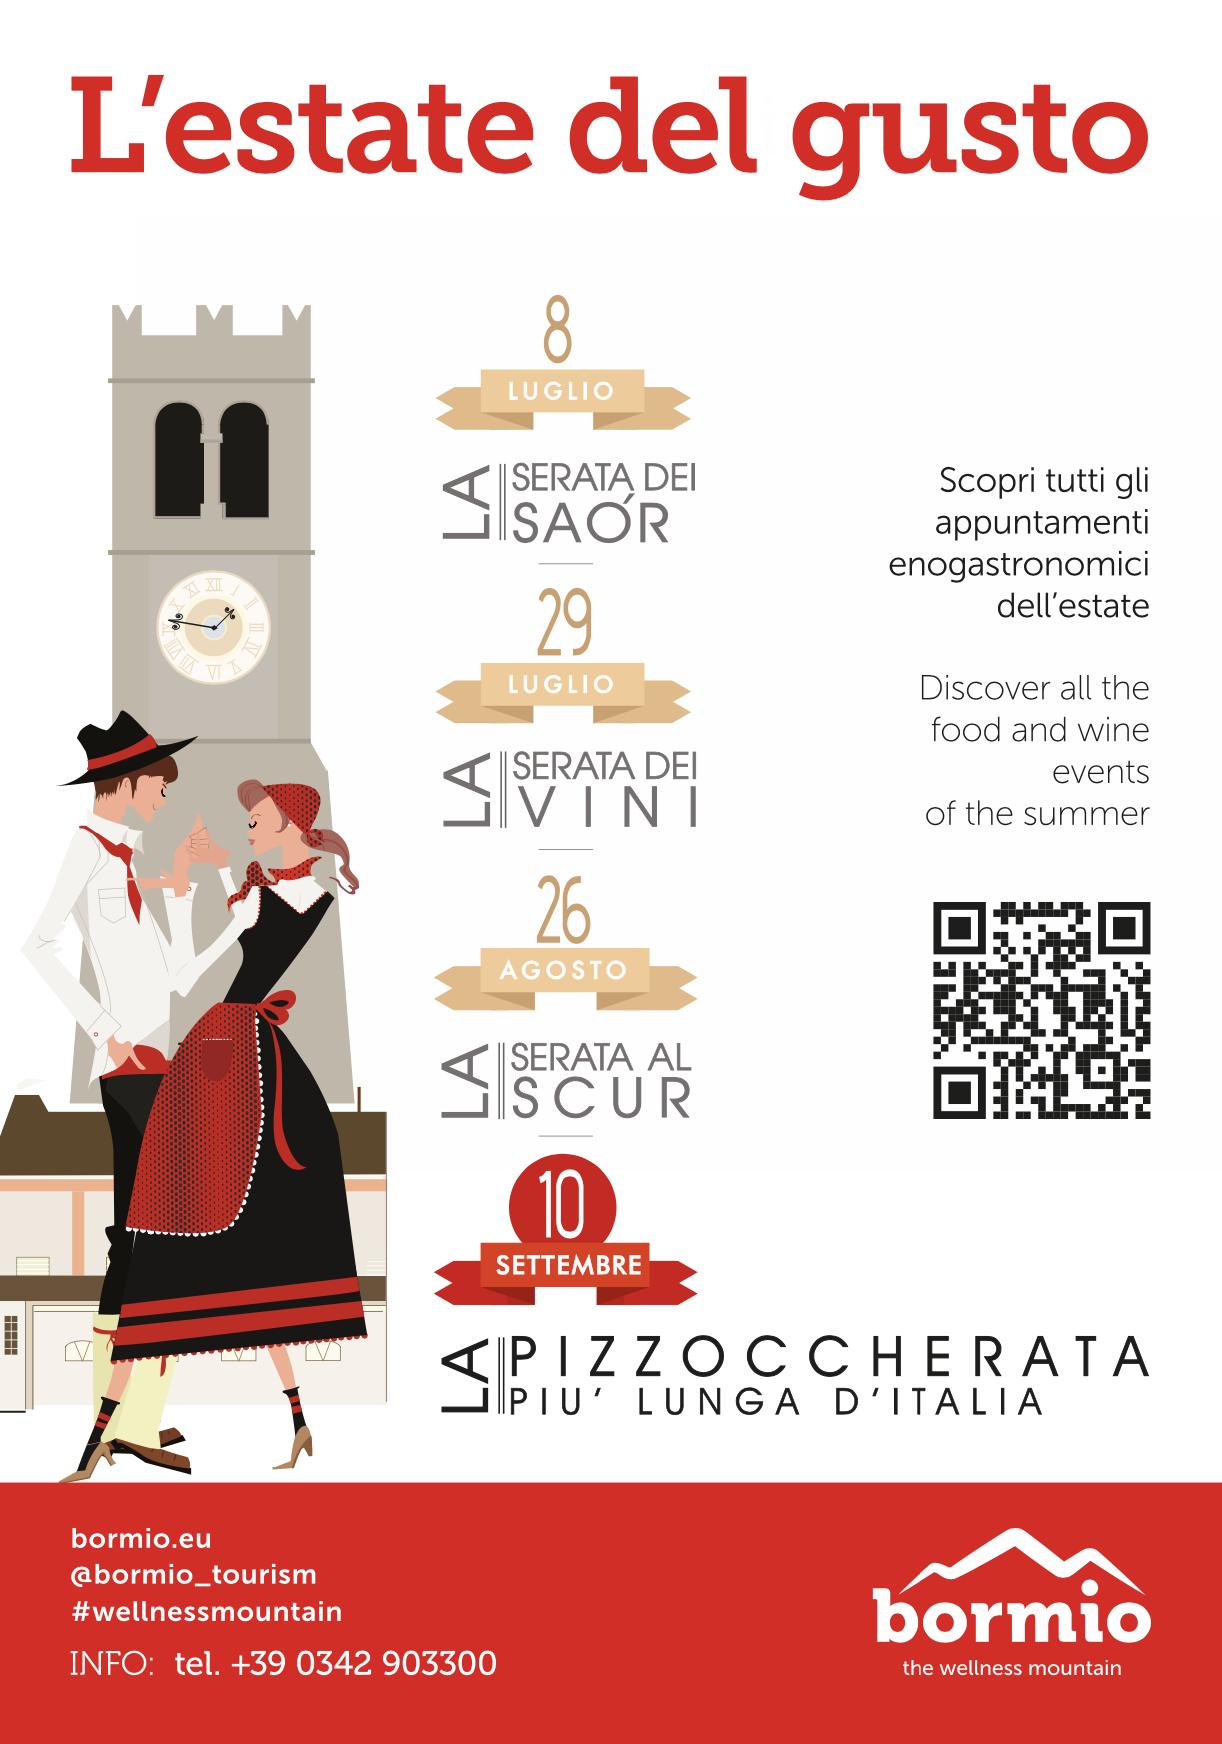 L'estate del gusto
8
LUGLIO
LA
SERATA DEI
SAÓR
29
LUGLIO
LA
SERATA DEI
VINI
26
AGOSTO
LA
SERATA AL
SCUR
10
SETTEMBRE
LA
PIZZOCCHERATA
PIU' LUNGA D'ITALIA
Scopri tutti gli
appuntamenti
enogastronomici
dell'estate
Discover all the
food and wine
events
of the summer
bormio.eu
@bormio_tourism
#wellnessmountain
INFO: tel. +39 0342 903300
bormio
the wellness mountain